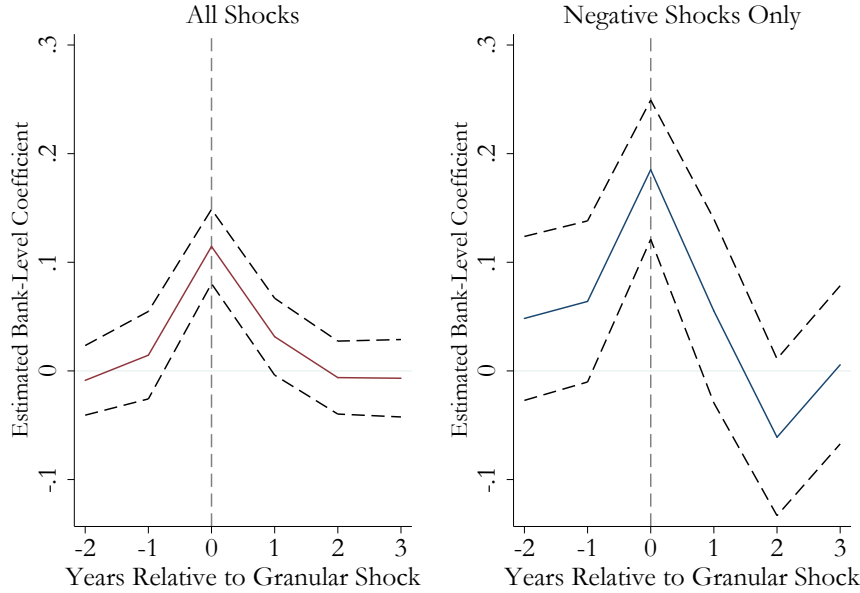 All Shocks
Estimated Bank-Level Coefficient
.3
.2
.1
0
-.1
-2 -1 0 1 2 3
Years Relative to Granular Shock
Negative Shocks Only
Estimated Bank-Level Coefficient
.3
.2
.1
0
-.1
-2 -1 0 1 2 3
Years Relative to Granular Shock